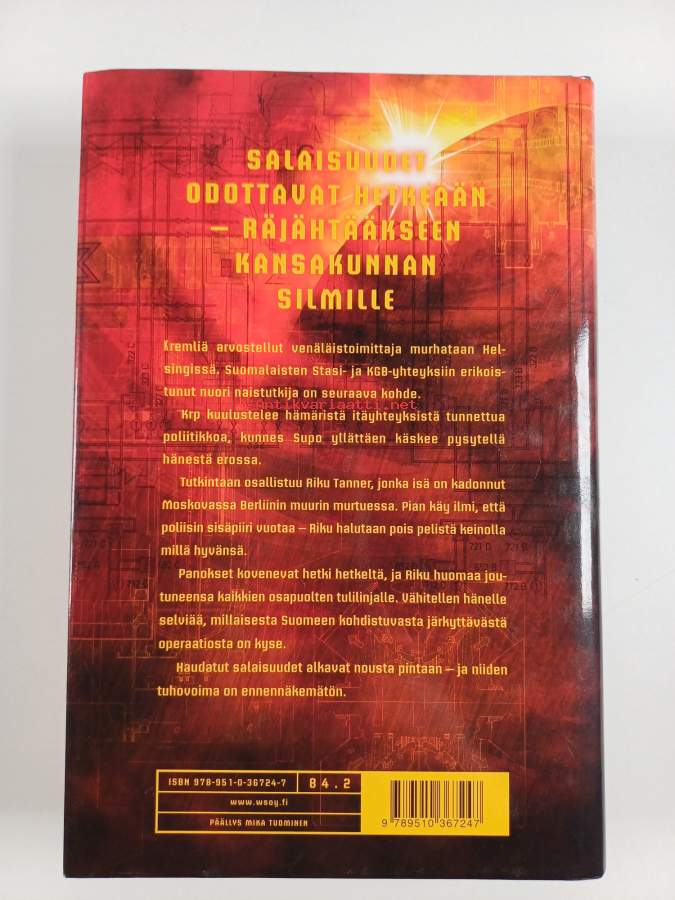 SALAISUUDET
ODOTTAVAT HETKEÄÄN
– RÄJÄHTÄÄKSEEN
KANSAKUNNAN
SILMILLE
Kremliä arvostellut venäläistoimittaja murhataan Hel-
singissä. Suomalaisten Stasi- ja KGB-yhteyksiin erikois-
tunut nuori naistutkija on seuraava kohde.
antikvariaatti.net
Krp kuulustelee hämäristä itäyhteyksistä tunnettua
poliitikkoa, kunnes Supo yllättäen käskee pysytellä
hänestä erossa.
Tutkintaan osallistuu Riku Tanner, jonka isä on kadonnut
Moskovassa Berliinin muurin murtuessa. Pian käy ilmi, että
poliisin sisäpiiri vuotaa – Riku halutaan pois pelistä keinolla
millä hyvänsä.
Panokset kovenevat hetki hetkeltä, ja Riku huomaa jou-
tuneensa kaikkien osapuolten tulilinjalle. Vähitellen hänelle
selviää, millaisesta Suomeen kohdistuvasta järkyttävästä
operaatiosta on kyse.
Haudatut salaisuudet alkavat nousta pintaan – ja niiden
tuhovoima on ennennäkemätön.
ISBN 978-951-0-36724-7 84.2
www.wsoy.fi
PÄÄLLYS MIKA TUOMINEN
9 789510 367247